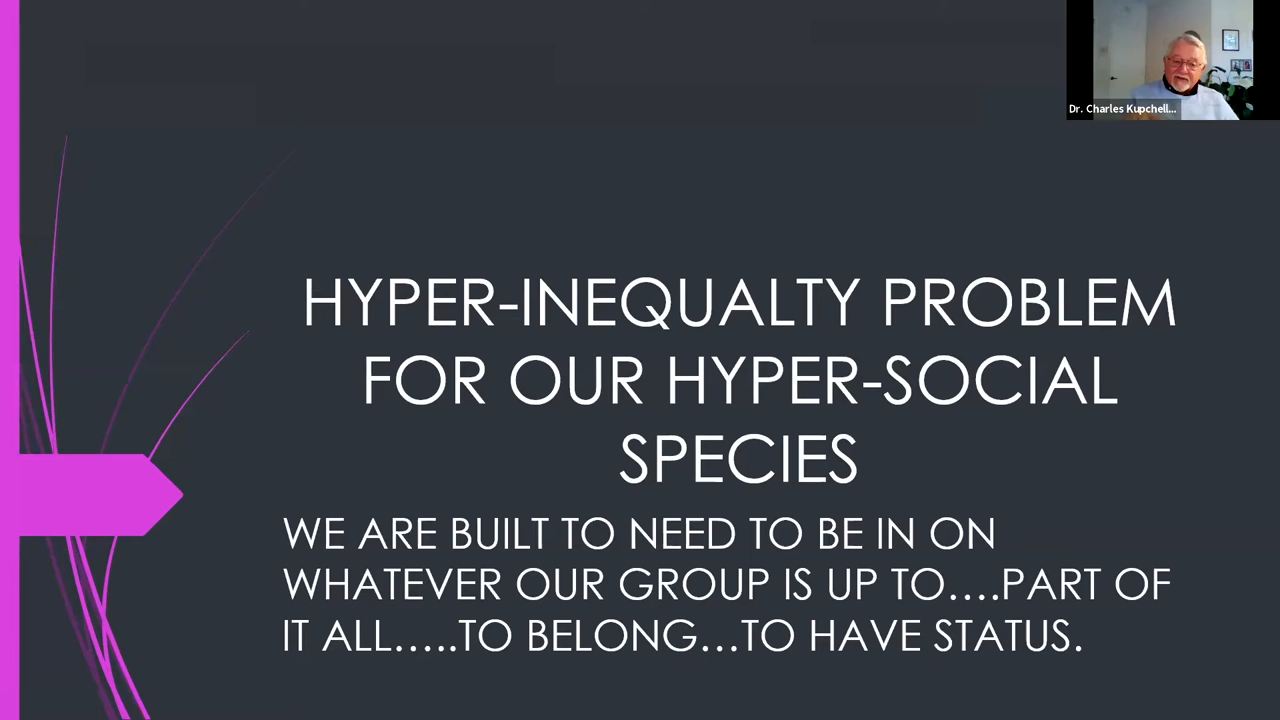 Dr. Charles Kupchell...
HYPER-INEQUALTY PROBLEM
FOR OUR HYPER-SOCIAL
SPECIES
WE ARE BUILT TO NEED TO BE IN ON
WHATEVER OUR GROUP IS UP TO....PART OF
IT ALL.....TO BELONG...TO HAVE STATUS.